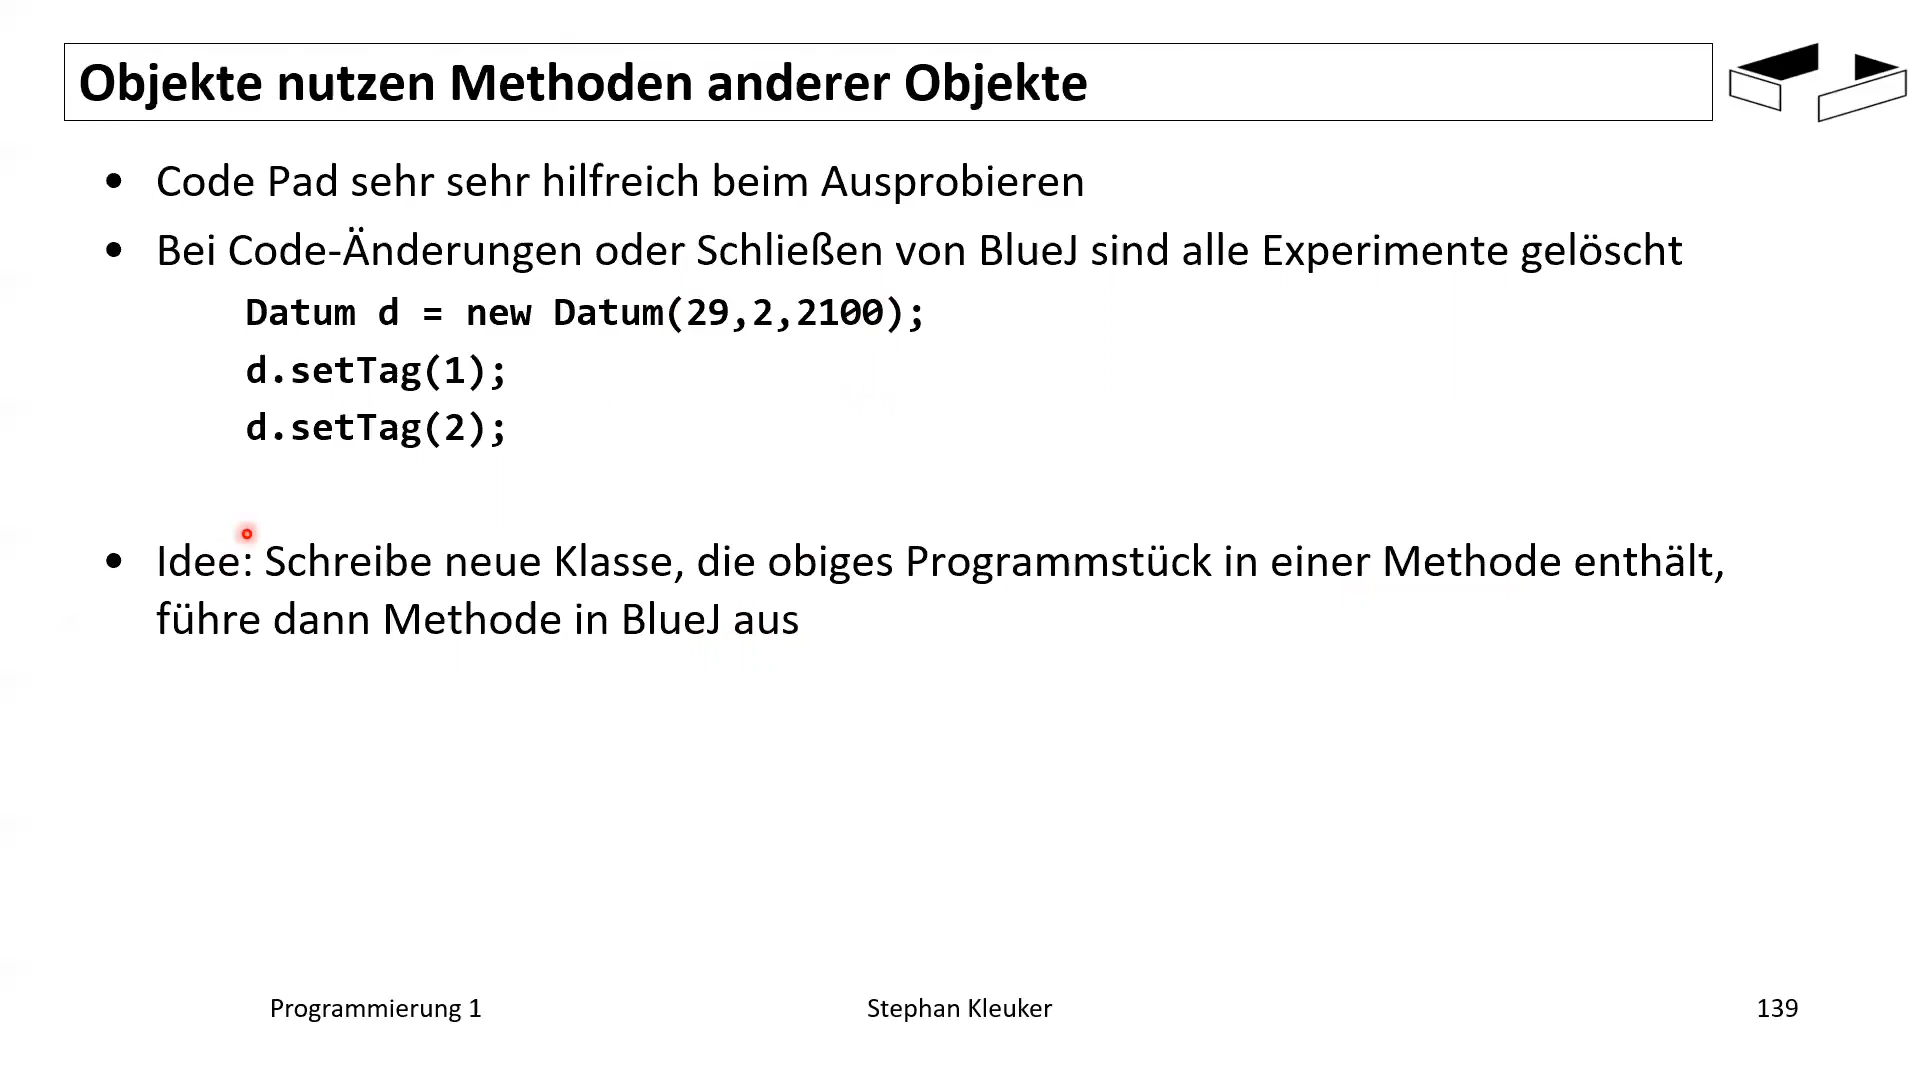 Objekte nutzen Methoden anderer Objekte
• Code Pad sehr sehr hilfreich beim Ausprobieren
• Bei Code-Änderungen oder Schließen von BlueJ sind alle Experimente gelöscht
Datum d = new Datum(29,2,2100);
d.setTag(1);
d.setTag(2);
• Idee: Schreibe neue Klasse, die obiges Programmstück in einer Methode enthält,
führe dann Methode in BlueJ aus
Programmierung 1
Stephan Kleuker
139